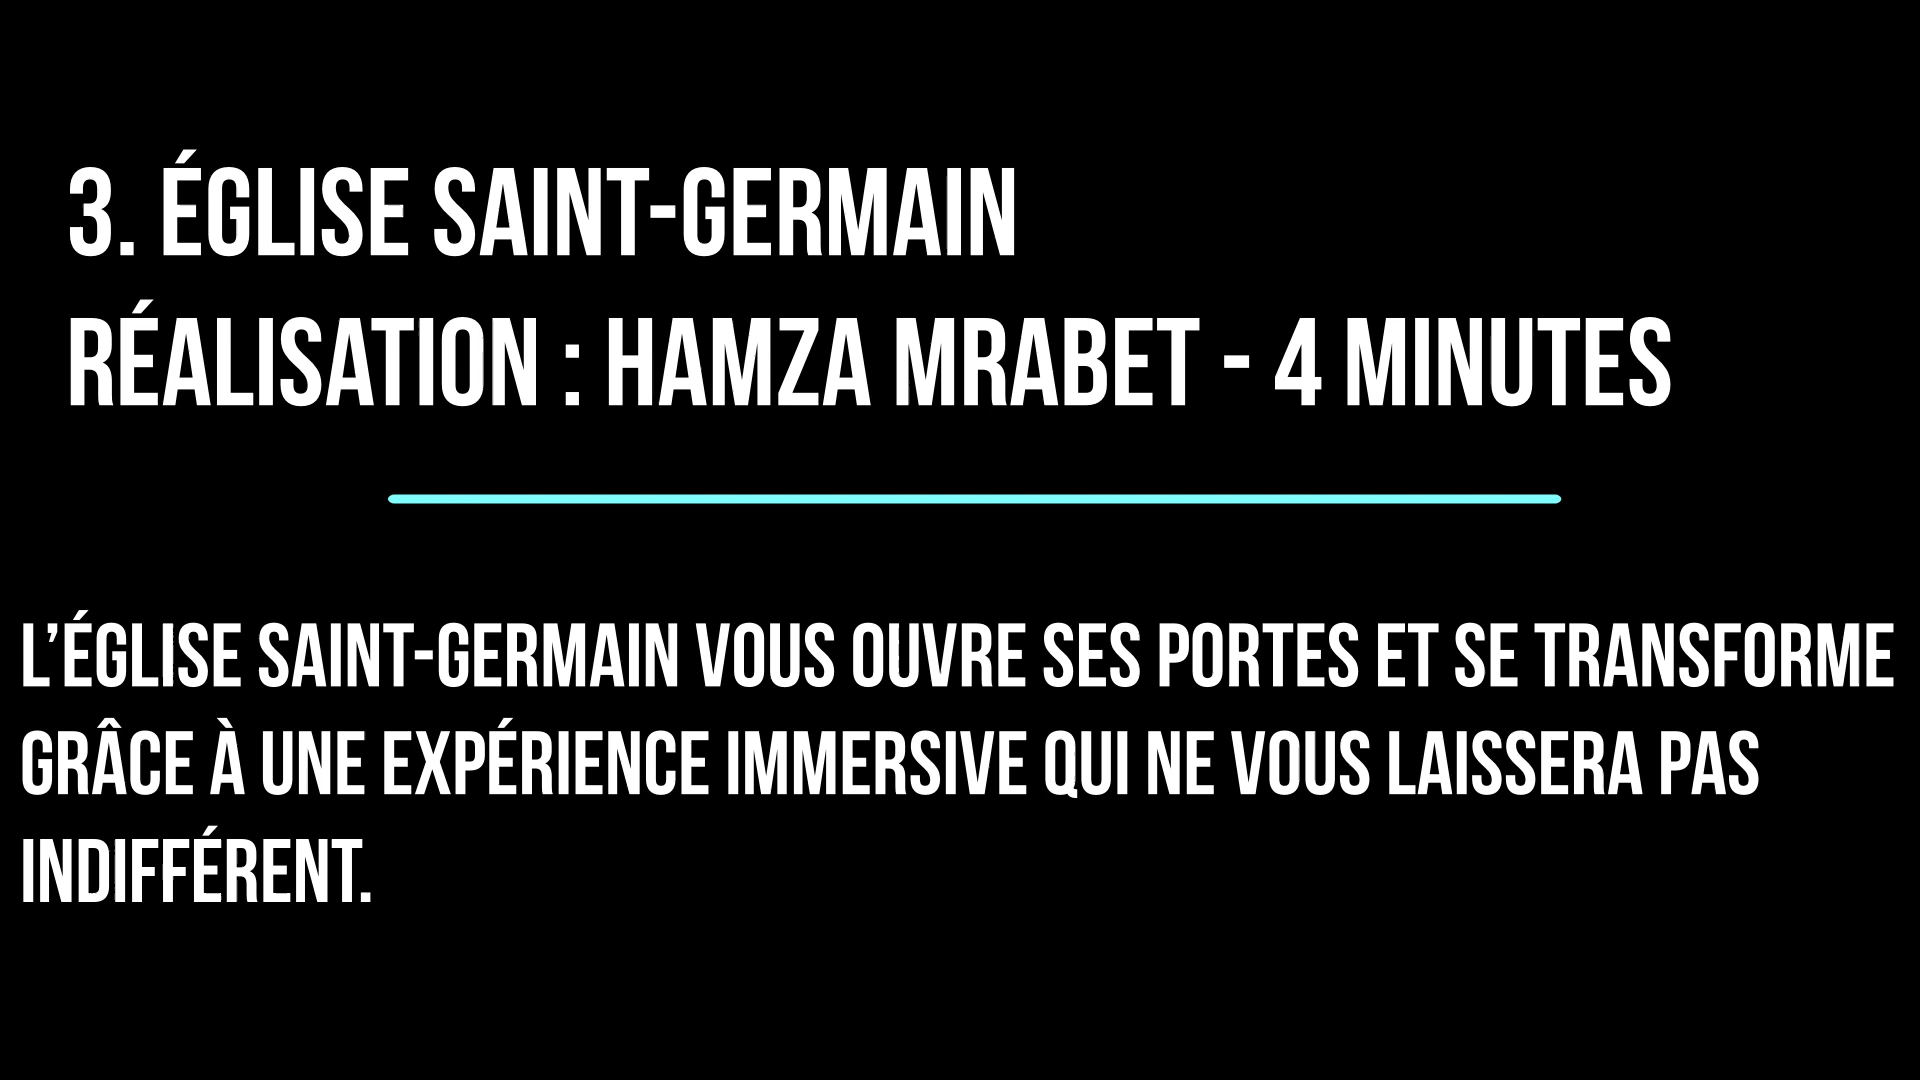 3. ÉGLISE SAINT-GERMAIN
RÉALISATION : HAMZA MRABET - 4 MINUTES
L’ÉGLISE SAINT-GERMAIN VOUS OUVRE SES PORTES ET SE TRANSFORME
GRÂCE À UNE EXPÉRIENCE IMMERSIVE QUI NE VOUS LAISSERA PAS
INDIFFÉRENT.